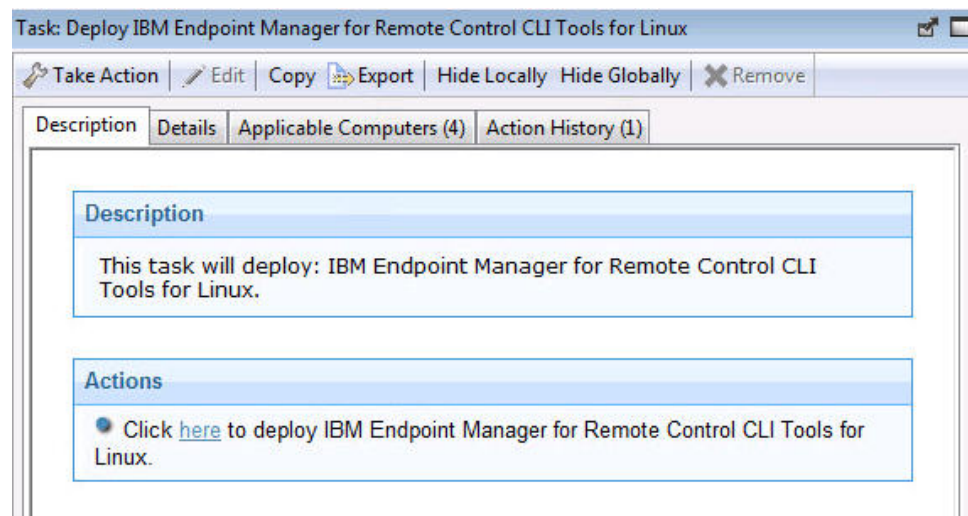 Task: Deploy IBM Endpoint Manager for Remote Control CLI Tools for Linux
Take Action Edit Copy Export Hide Locally Hide Globally Remove
Description Details Applicable Computers (4) Action History (1)
Description
This task will deploy: IBM Endpoint Manager for Remote Control CLI
Tools for Linux.
Actions
Click here to deploy IBM Endpoint Manager for Remote Control CLI Tools for
Linux.